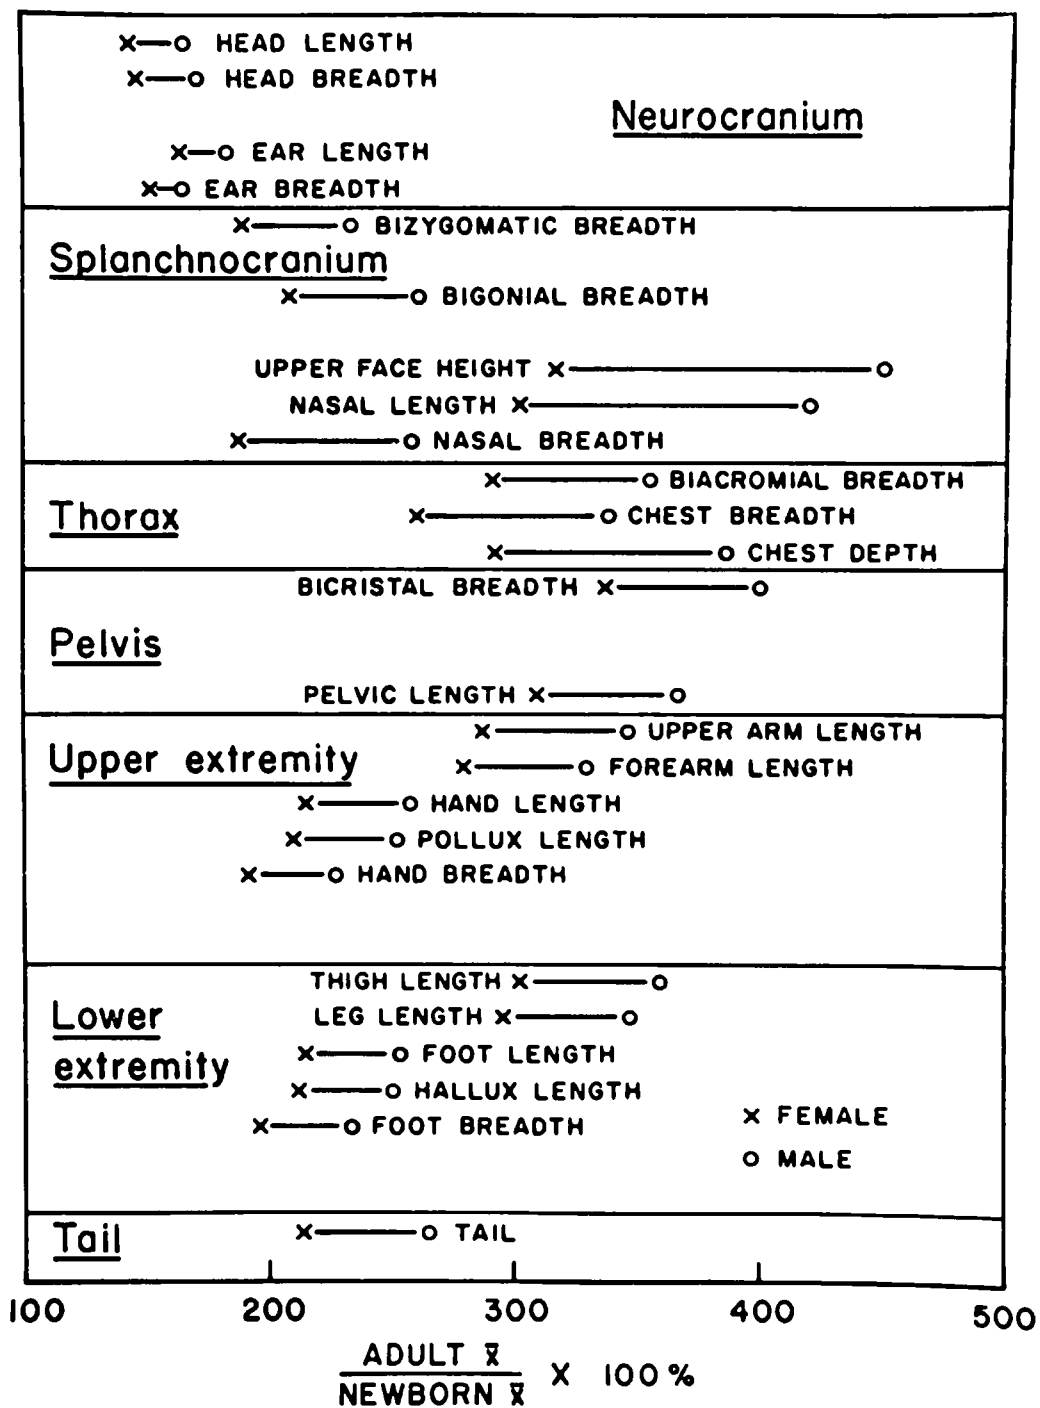 HEAD LENGTH
HEAD BREADTH
Neurocranium
EAR LENGTH
EAR BREADTH
BIZYGOMATIC BREADTH
Splanchnocranium
BIGONIAL BREADTH
UPPER FACE HEIGHT
NASAL LENGTH
NASAL BREADTH
BIACROMIAL BREADTH
Thorax
CHEST BREADTH
CHEST DEPTH
BICRISTAL BREADTH
Pelvis
PELVIC LENGTH
UPPER ARM LENGTH
Upper extremity
FOREARM LENGTH
HAND LENGTH
POLLUX LENGTH
HAND BREADTH
THIGH LENGTH
Lower
extremity
LEG LENGTH
FOOT LENGTH
HALLUX LENGTH
FOOT BREADTH
x FEMALE
o MALE
Tail
TAIL
100 200 300 400 500
ADULT x̄
NEWBORN x̄
X 100%